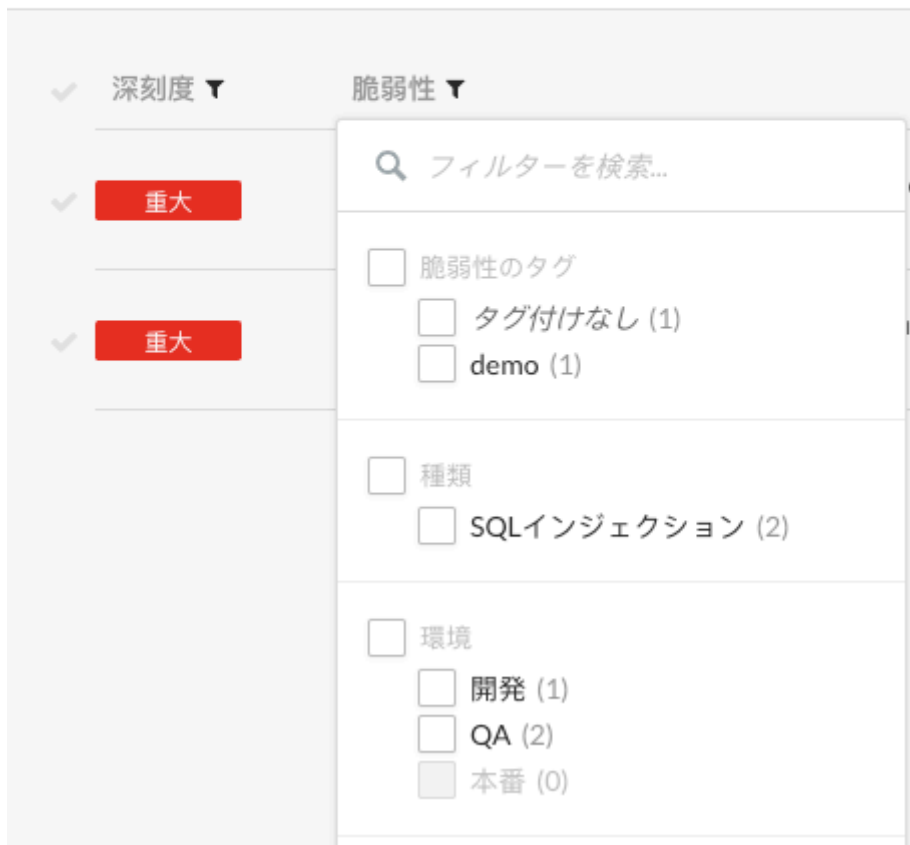 深刻度 脆弱性
フィルターを検索...
重大
脆弱性のタグ
タグ付けなし (1)
重大
demo (1)
種類
SQLインジェクション (2)
環境
開発 (1)
QA (2)
本番 (0)